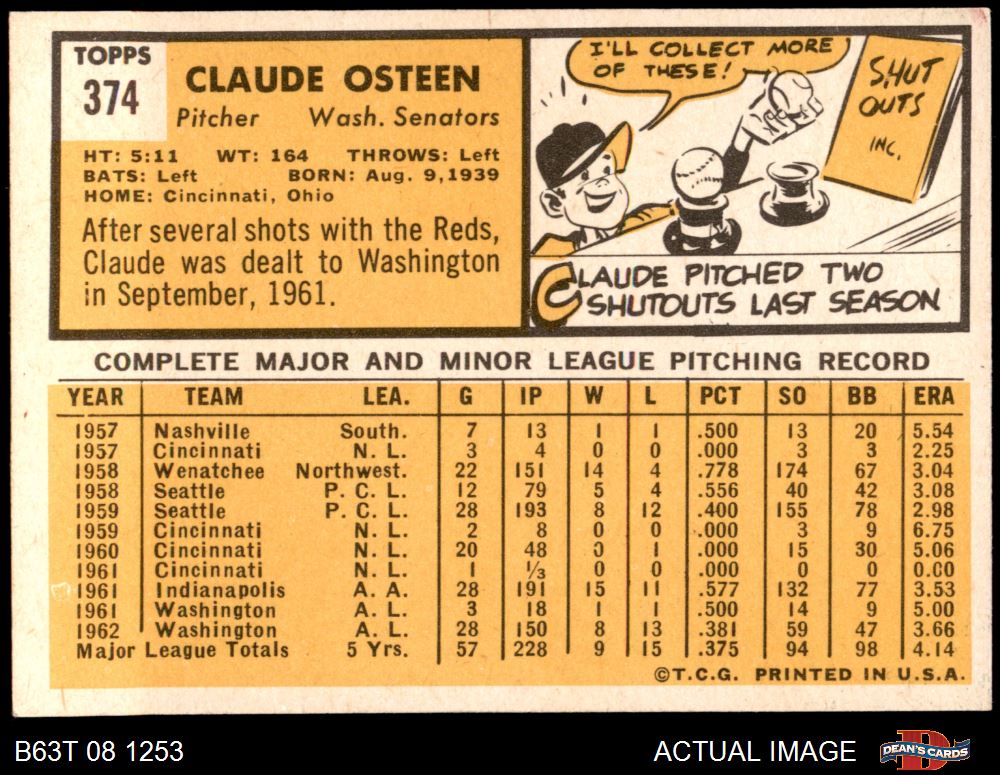 TOPPS
374
CLAUDE OSTEEN
Pitcher Wash. Senators
HT: 5:11 WT: 164 THROWS: Left
BATS: Left BORN: Aug. 9, 1939
HOME: Cincinnati, Ohio
After several shots with the Reds,
Claude was dealt to Washington
in September, 1961.
I'LL COLLECT MORE
OF THESE!
SHUT
OUTS
INC.
CLAUDE PITCHED TWO
SHUTOUTS LAST SEASON
COMPLETE MAJOR AND MINOR LEAGUE PITCHING RECORD
YEAR TEAM LEA. G IP W L PCT SO BB ERA
1957 Nashville South. 7 13 1 1 .500 13 20 5.54
1957 Cincinnati N. L. 3 4 0 0 .000 3 3 2.25
1958 Wenatchee Northwest. 22 151 14 4 .778 174 67 3.04
1958 Seattle P. C. L. 12 79 5 4 .556 40 42 3.08
1959 Seattle P. C. L. 28 193 8 12 .400 155 78 2.98
1959 Cincinnati N. L. 2 8 0 0 .000 3 9 6.75
1960 Cincinnati N. L. 20 48 0 1 .000 15 30 5.06
1961 Cincinnati N. L. 1 ⅓ 0 0 .000 0 0 0.00
1961 Indianapolis A. A. 28 191 15 11 .577 132 77 3.53
1961 Washington A. L. 3 18 1 1 .500 14 9 5.00
1962 Washington A. L. 28 150 8 13 .381 59 47 3.66
Major League Totals 5 Yrs. 57 228 9 15 .375 94 98 4.14
©T.C.G. PRINTED IN U.S.A.
B63T 08 1253 ACTUAL IMAGE DEAN'S CARDS